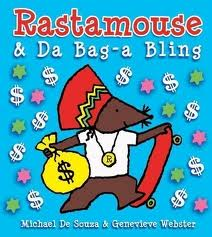 Rastamouse
& Da Bag-a Bling
$
R
Michael De Souza & Genevieve Webster